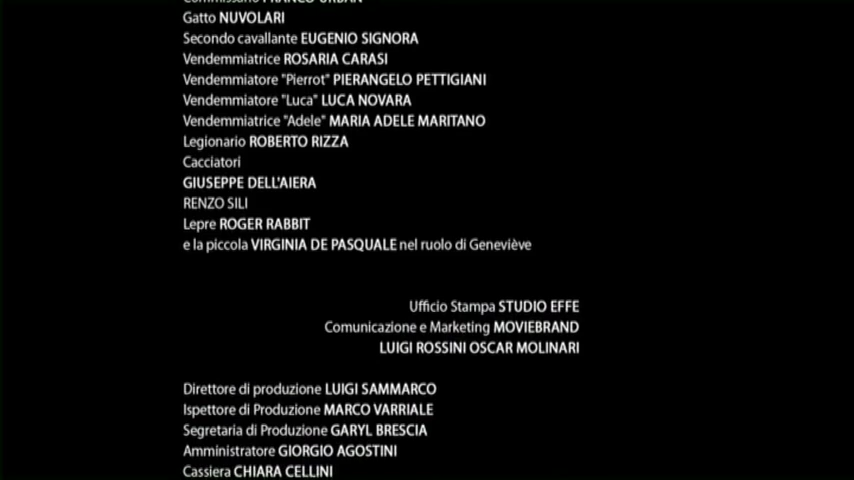 Commissario FRANCO URBAN
Gatto NUVOLARI
Secondo cavallante EUGENIO SIGNORA
Vendemmiatrice ROSARIA CARASI
Vendemmiatore "Pierrot" PIERANGELO PETTIGIANI
Vendemmiatore "Luca" LUCA NOVARA
Vendemmiatrice "Adele" MARIA ADELE MARITANO
Legionario ROBERTO RIZZA
Cacciatori
GIUSEPPE DELL'AIERA
RENZO SILI
Lepre ROGER RABBIT
e la piccola VIRGINIA DE PASQUALE nel ruolo di Geneviève
Ufficio Stampa STUDIO EFFE
Comunicazione e Marketing MOVIEBRAND
LUIGI ROSSINI OSCAR MOLINARI
Direttore di produzione LUIGI SAMMARCO
Ispettore di Produzione MARCO VARRIALE
Segretaria di Produzione GARYL BRESCIA
Amministratore GIORGIO AGOSTINI
Cassiera CHIARA CELLINI